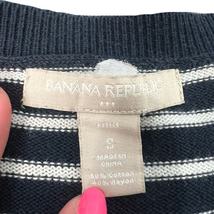 BANANA REPUBLIC
S
MADE IN
CHINA
60% Cotton
40% Rayon